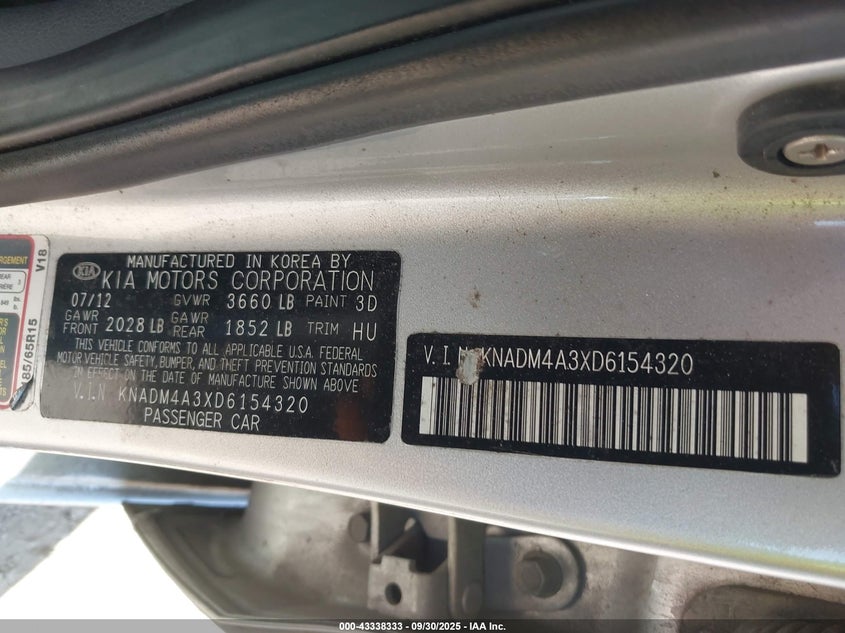 RGEMENT
V18
85/65R15
KIA
MANUFACTURED IN KOREA BY
KIA MOTORS CORPORATION
07/12 GVWR 3660 LB PAINT 3D
GAWR FRONT 2028 LB GAWR REAR 1852 LB TRIM HU
THIS VEHICLE CONFORMS TO ALL APPLICABLE U.S.A. FEDERAL
MOTOR VEHICLE SAFETY, BUMPER, AND THEFT PREVENTION STANDARDS
IN EFFECT ON THE DATE OF MANUFACTURE SHOWN ABOVE
V.I.N KNADM4A3XD6154320
PASSENGER CAR
V.I.N KNADM4A3XD6154320
000-43338333 - 09/30/2025 - IAA Inc.